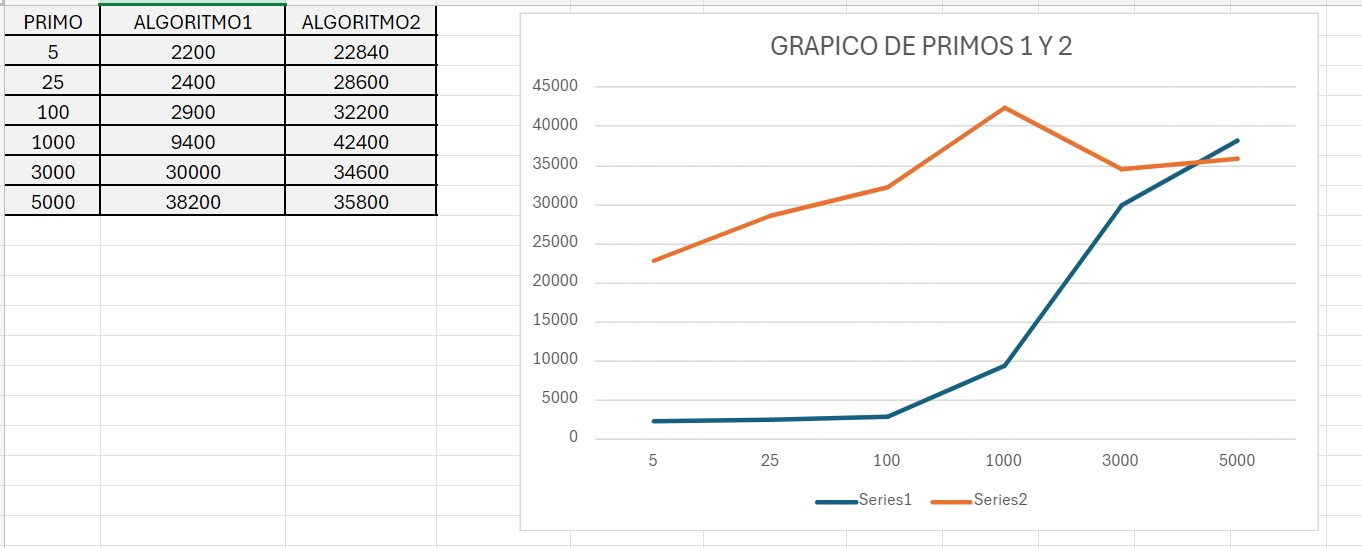 PRIMO ALGORITMO1 ALGORITMO2
5 2200 22840
25 2400 28600
100 2900 32200
1000 9400 42400
3000 30000 34600
5000 38200 35800
GRAPICO DE PRIMOS 1 Y 2
45000
40000
35000
30000
25000
20000
15000
10000
5000
0
5 25 100 1000 3000 5000
Series1 Series2